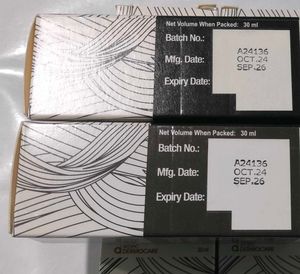 Net Volume When Packed: 30 ml
Batch No.: A24136
Mfg. Date: OCT.24
Expiry Date: SEP.26
Net Volume When Packed: 30 ml
Batch No.: A24136
Mfg. Date: OCT.24
Expiry Date: SEP.26
DERMOCARE